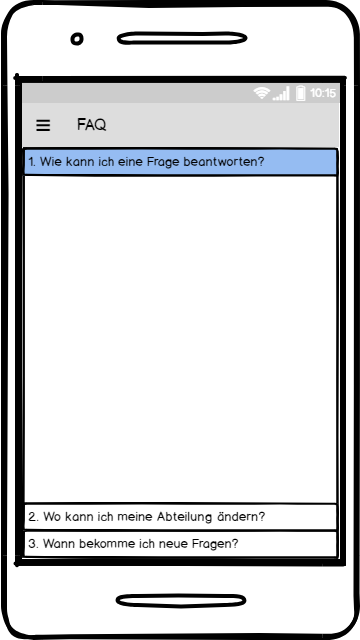 10:15
FAQ
1. Wie kann ich eine Frage beantworten?
2. Wo kann ich meine Abteilung ändern?
3. Wann bekomme ich neue Fragen?